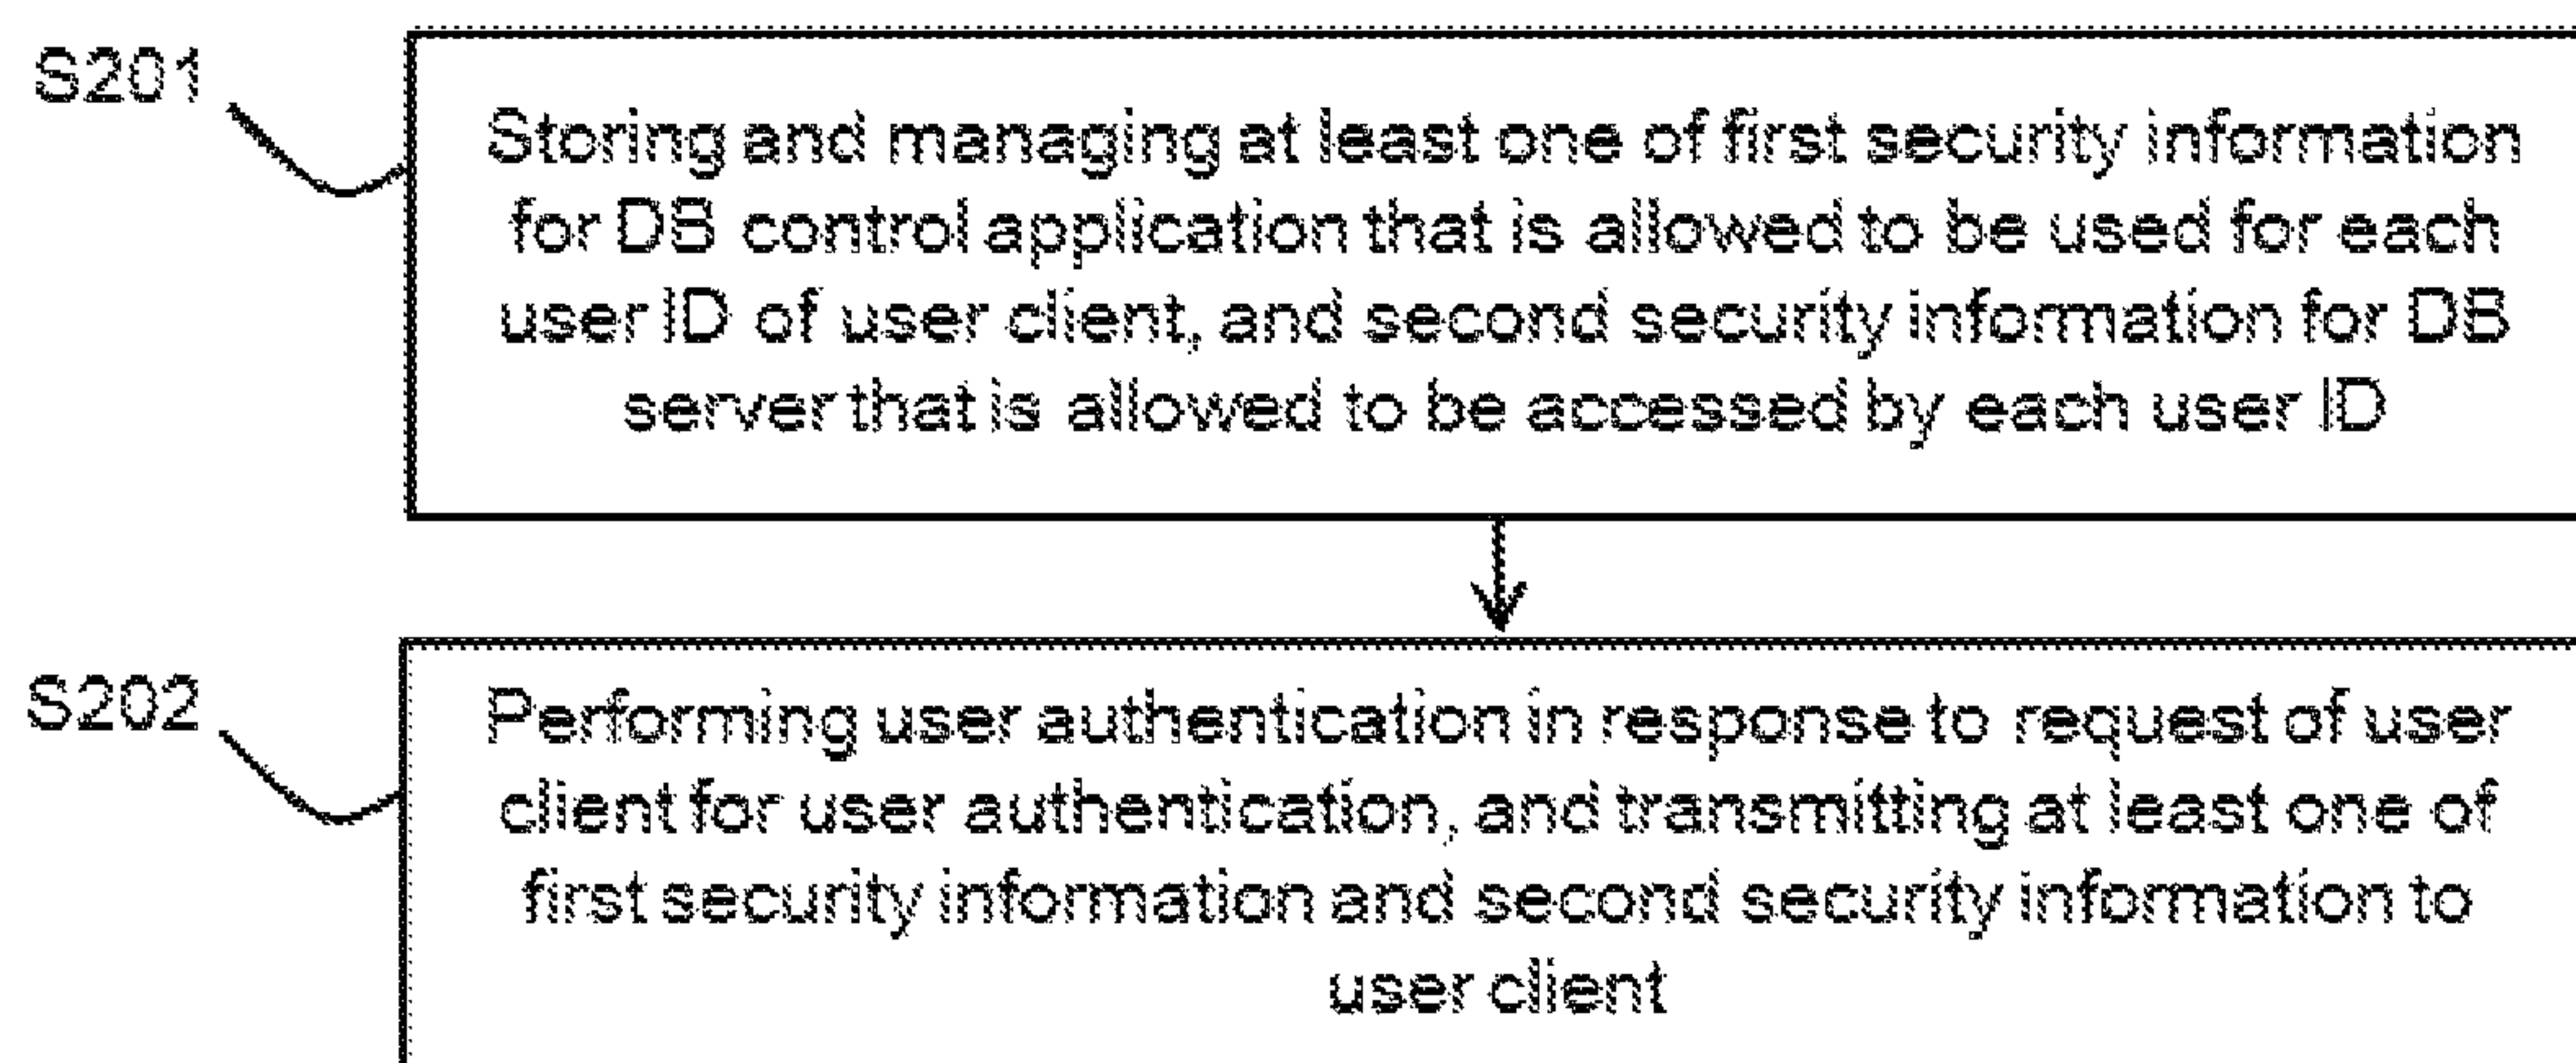 S201
Storing and managing at least one of first security information
for DB control application that is allowed to be used for each
user ID of user client, and second security information for DB
server that is allowed to be accessed by each user ID
S202
Performing user authentication in response to request of user
client for user authentication, and transmitting at least one of
first security information and second security information to
user client